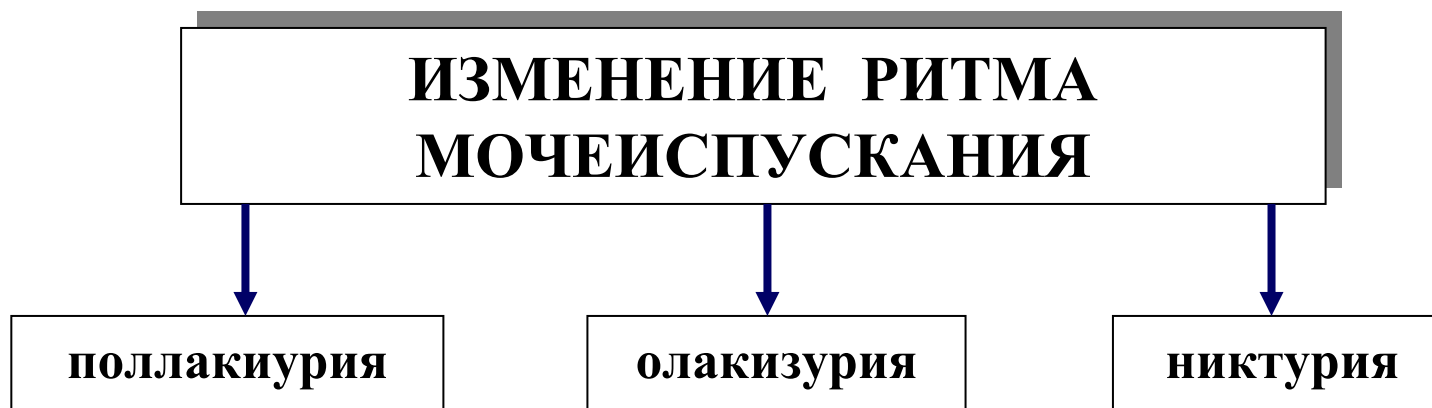 ИЗМЕНЕНИЕ РИТМА
МОЧЕИСПУСКАНИЯ
поллакиурия олакизурия никтурия